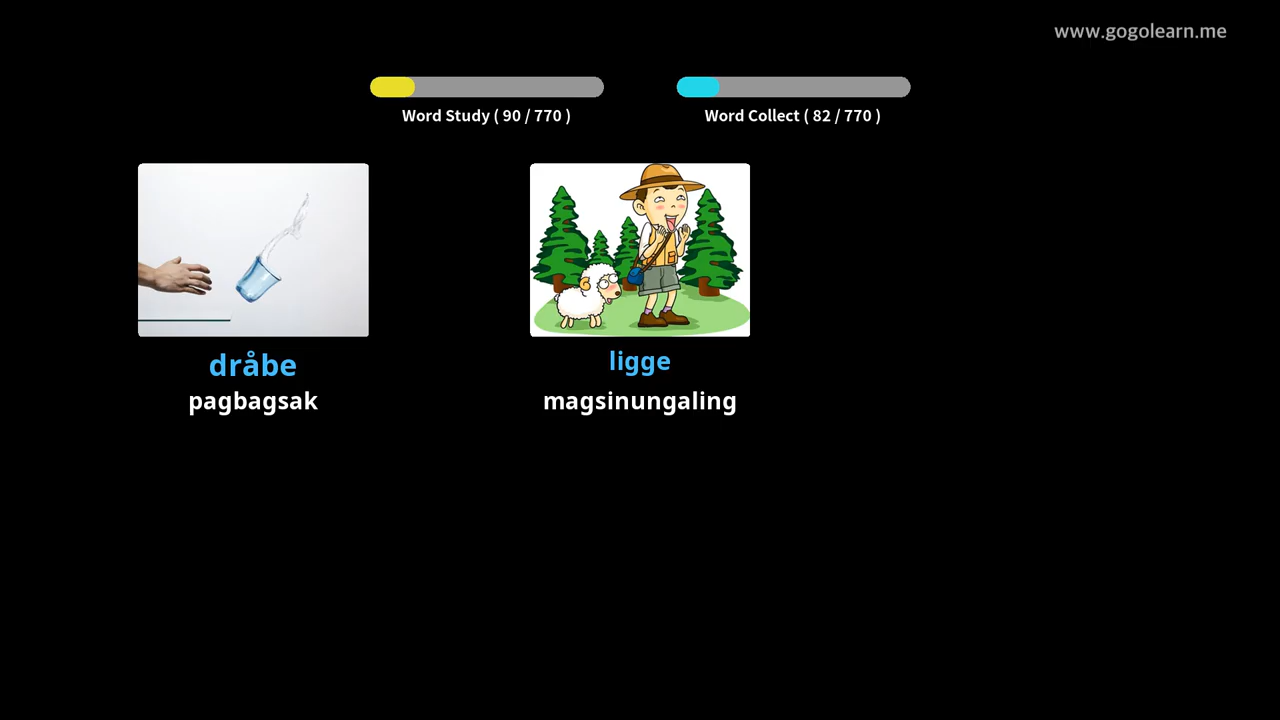 www.gogolearn.me
Word Study ( 90 / 770 )
Word Collect ( 82 / 770 )
dråbe
pagbagsak
ligge
magsinungaling